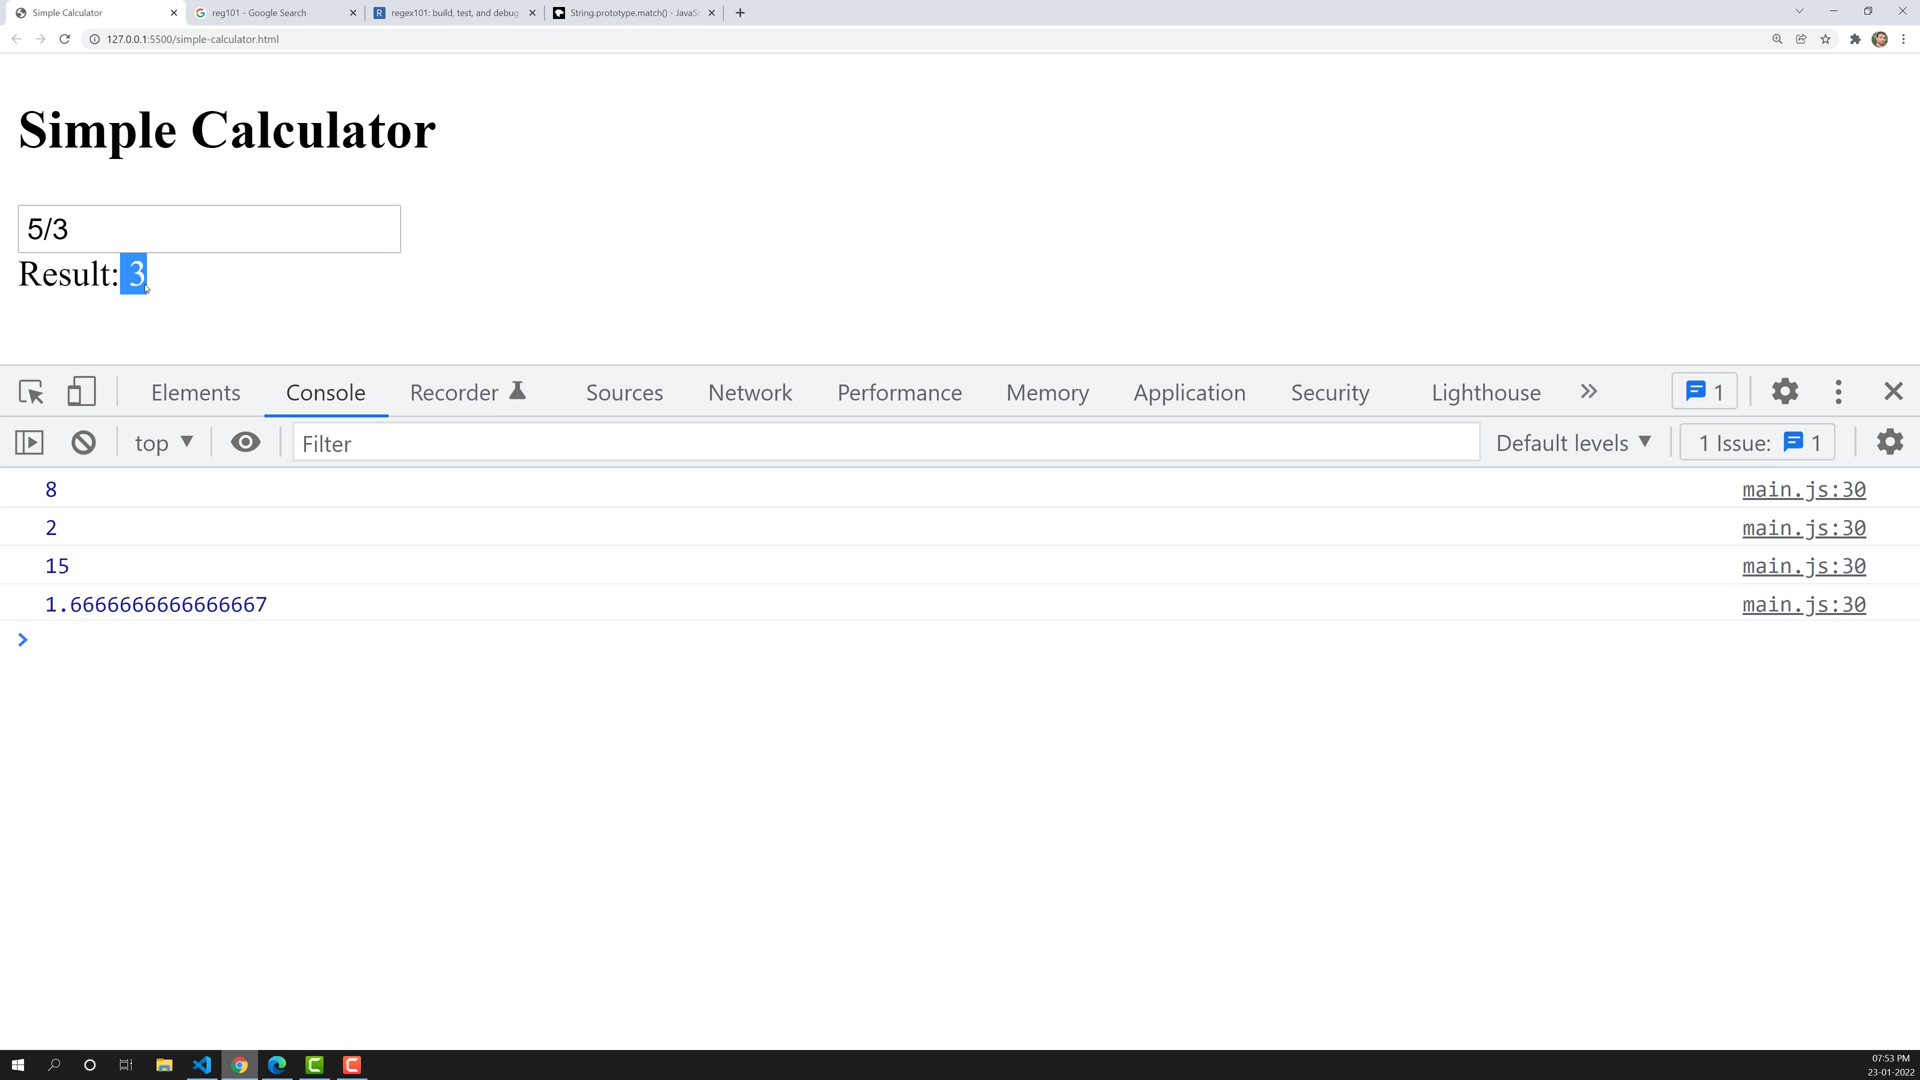 Simple Calculator
reg101 - Google Search
regex101: build, test, and debug
String.prototype.match() - JavaSc
127.0.0.1:5500/simple-calculator.html
Simple Calculator
5/3
Result: 3
Elements
Console
Recorder
Sources
Network
Performance
Memory
Application
Security
Lighthouse
1
top
Filter
Default levels
1 Issue: 1
8 main.js:30
2 main.js:30
15 main.js:30
1.6666666666666667 main.js:30
07:53 PM
23-01-2022